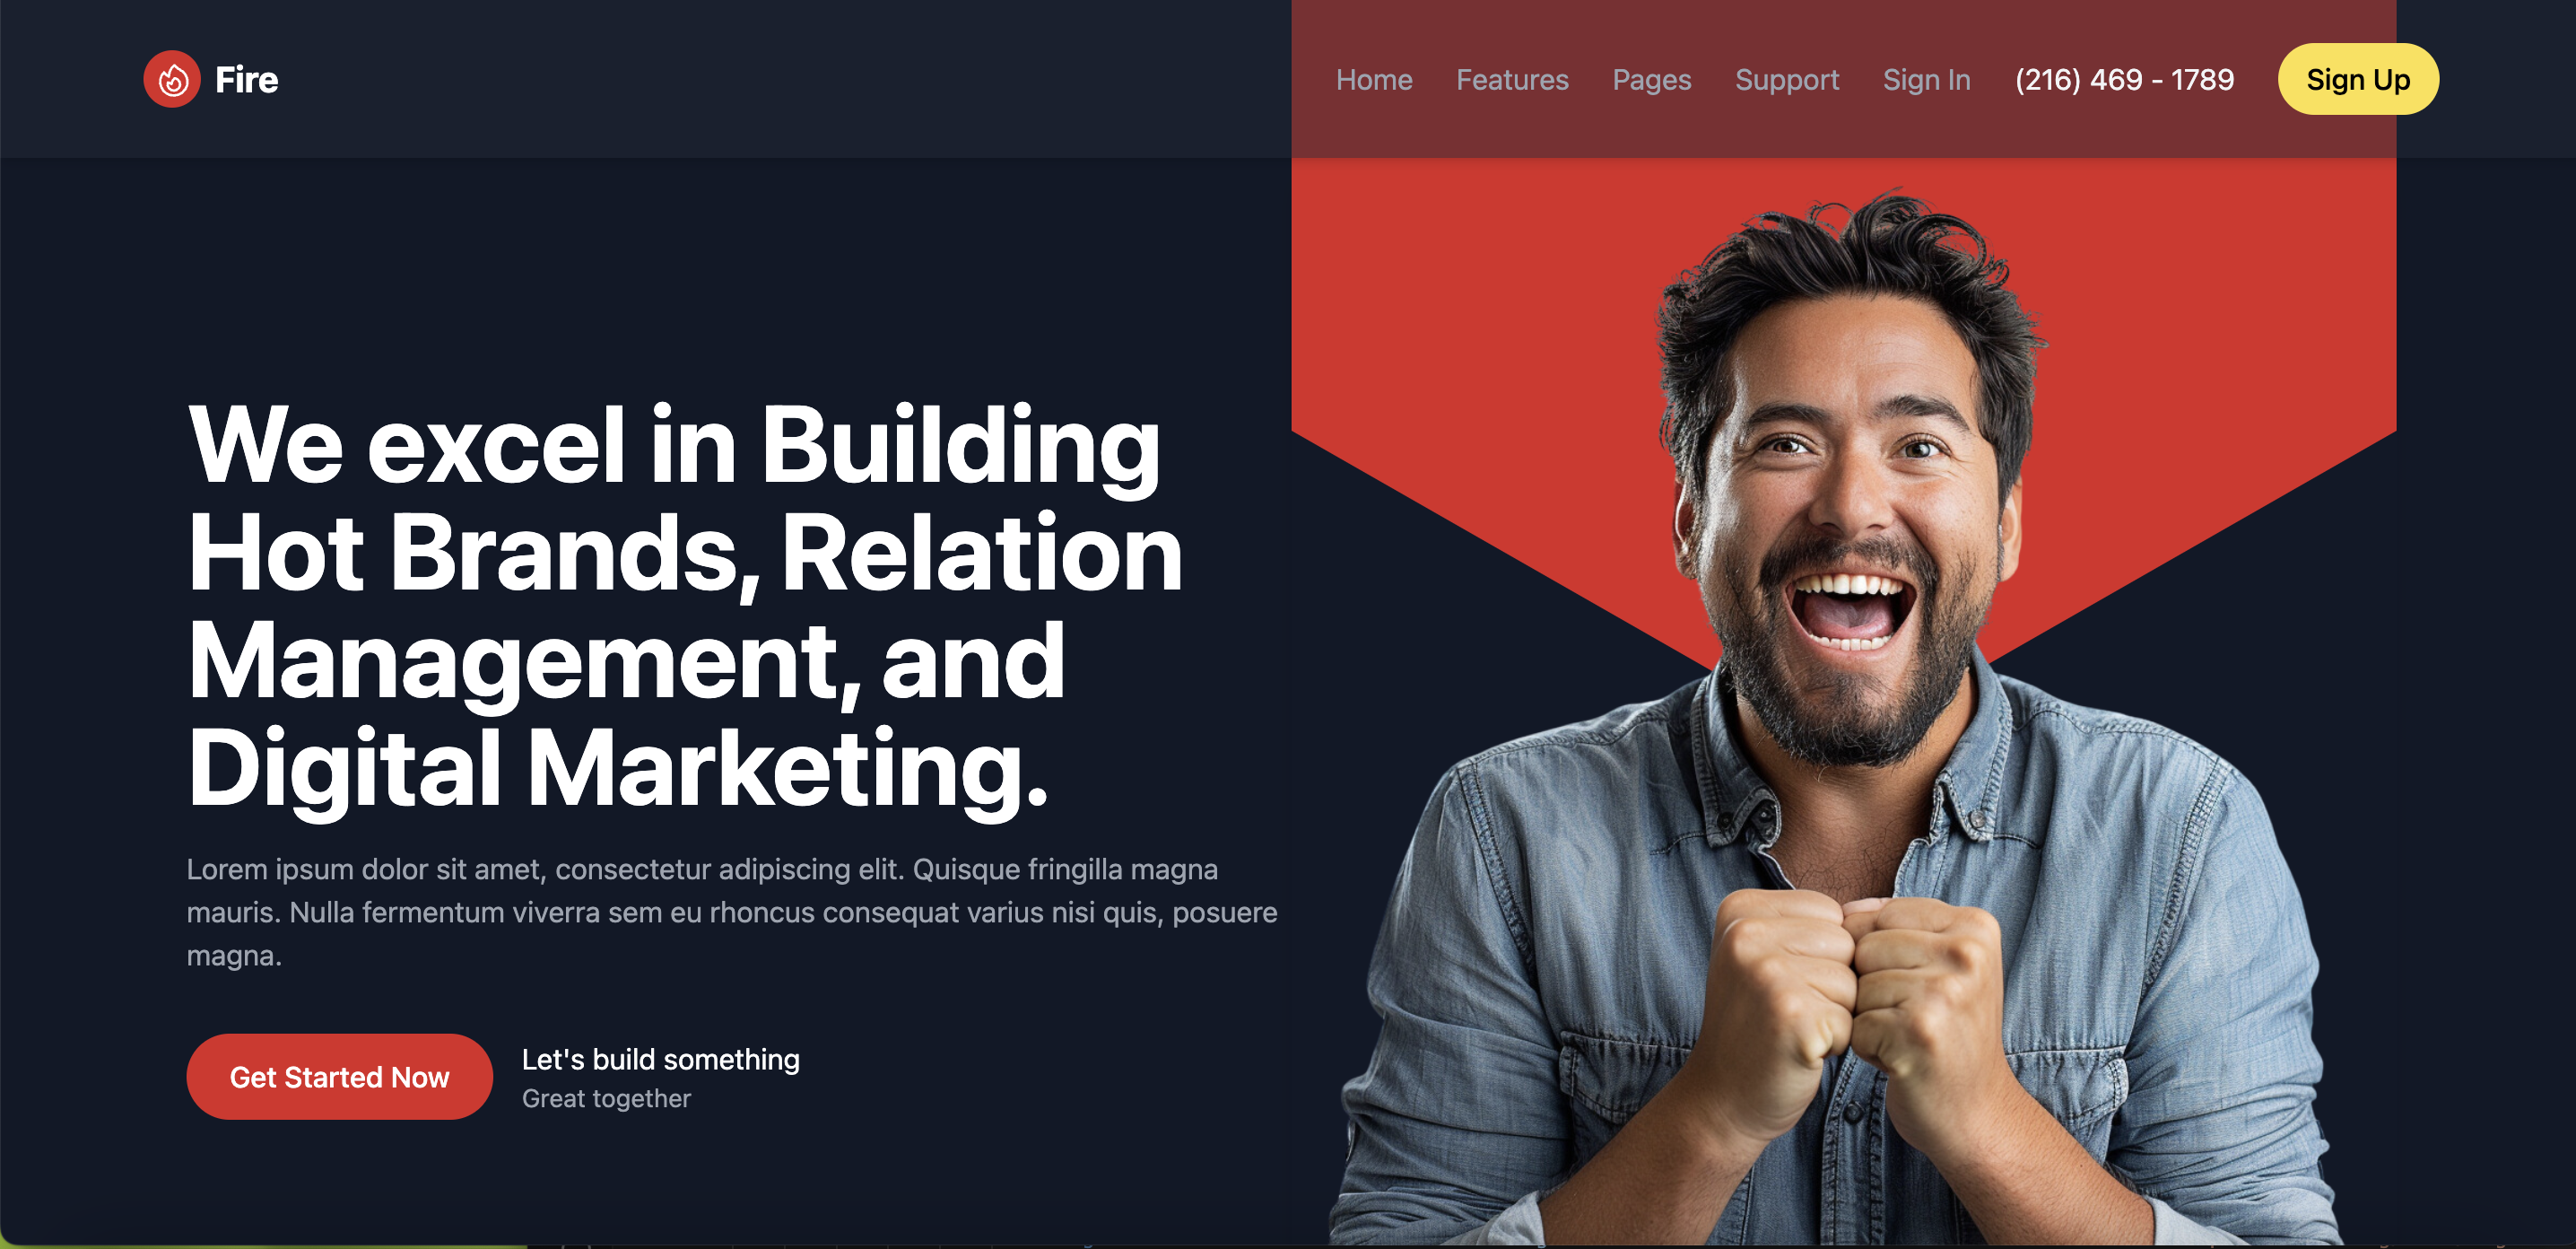 Fire
Home Features Pages Support Sign In (216) 469 - 1789 Sign Up
We excel in Building
Hot Brands, Relation
Management, and
Digital Marketing.
Lorem ipsum dolor sit amet, consectetur adipiscing elit. Quisque fringilla magna
mauris. Nulla fermentum viverra sem eu rhoncus consequat varius nisi quis, posuere
magna.
Get Started Now
Let's build something
Great together